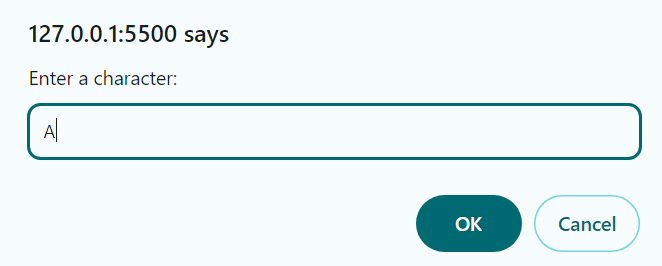 127.0.0.1:5500 says
Enter a character:
A
OK Cancel